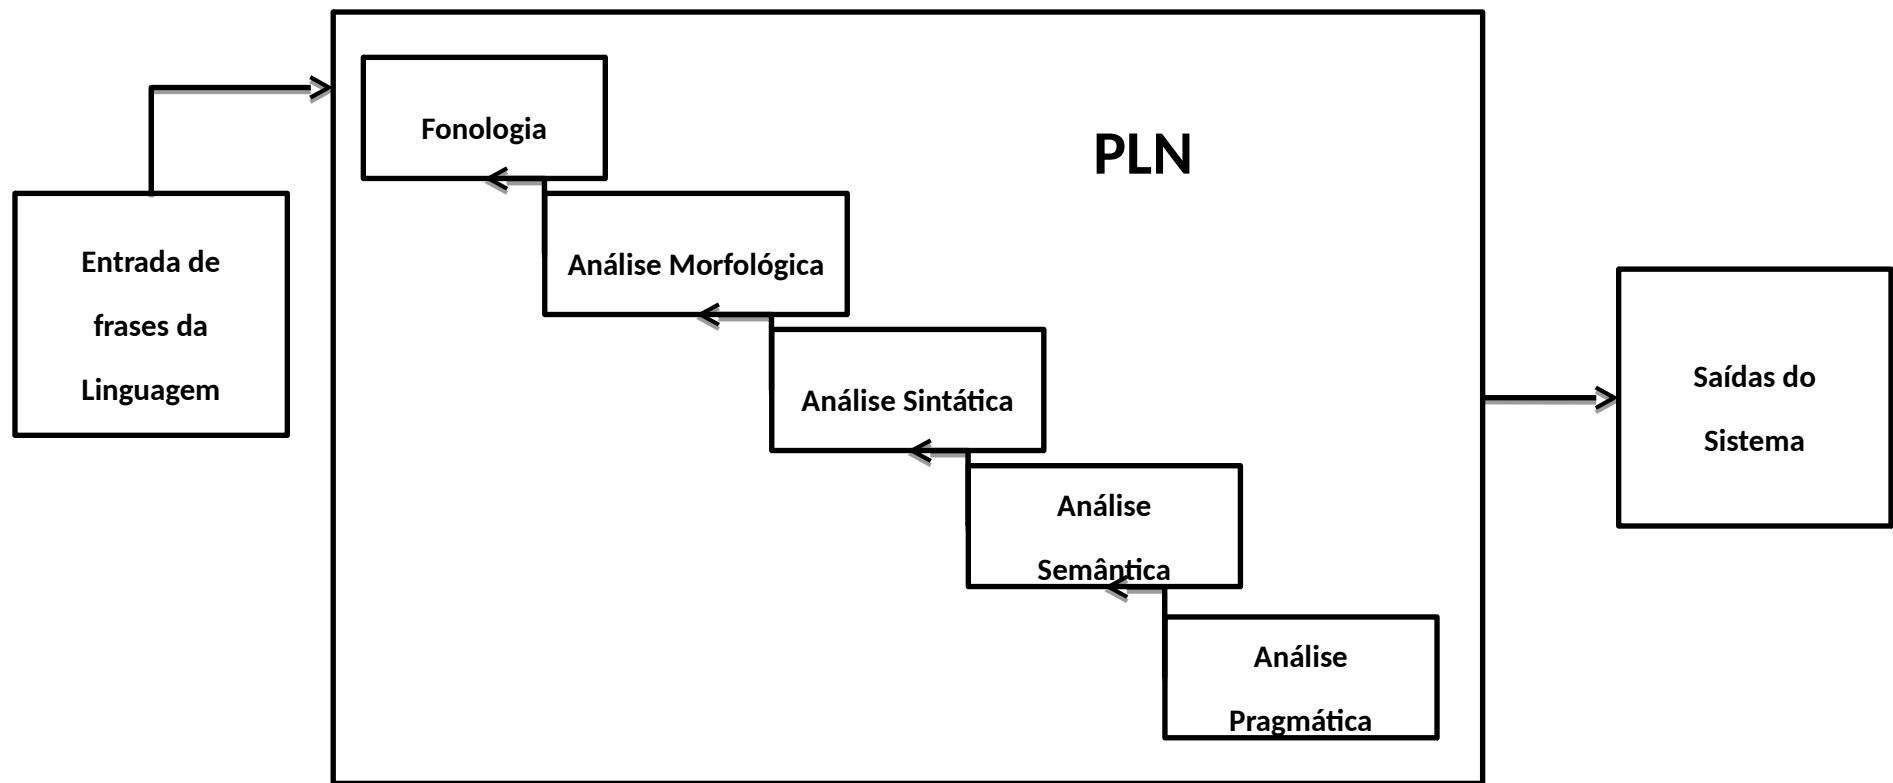 Fonologia
PLN
Entrada de
frases da
Linguagem
Análise Morfológica
Análise Sintática
Saídas do
Sistema
Análise
Semântica
Análise
Pragmática